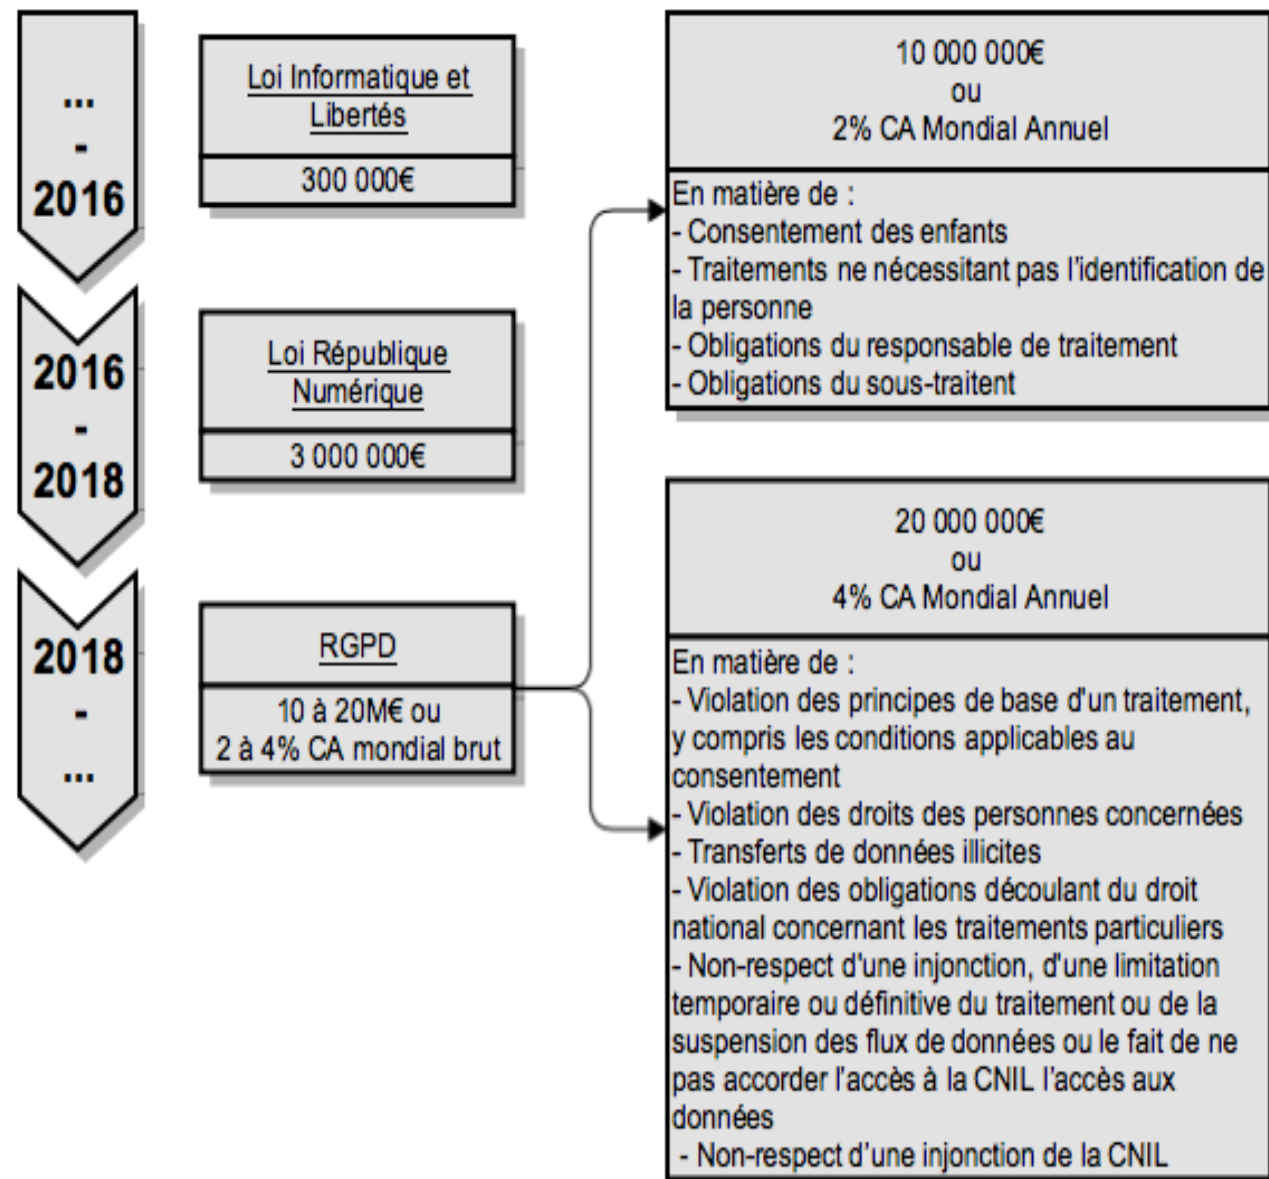 ...
-
2016
Loi Informatique et
Libertés
300 000€
2016
-
2018
Loi République
Numérique
3 000 000€
2018
-
...
RGPD
10 à 20M€ ou
2 à 4% CA mondial brut
10 000 000€
ou
2% CA Mondial Annuel
En matière de :
- Consentement des enfants
- Traitements ne nécessitant pas l'identification de
la personne
- Obligations du responsable de traitement
- Obligations du sous-traitent
20 000 000€
ou
4% CA Mondial Annuel
En matière de :
- Violation des principes de base d'un traitement,
y compris les conditions applicables au
consentement
- Violation des droits des personnes concernées
- Transferts de données illicites
- Violation des obligations découlant du droit
national concernant les traitements particuliers
- Non-respect d'une injonction, d'une limitation
temporaire ou définitive du traitement ou de la
suspension des flux de données ou le fait de ne
pas accorder l'accès à la CNIL l'accès aux
données
- Non-respect d'une injonction de la CNIL